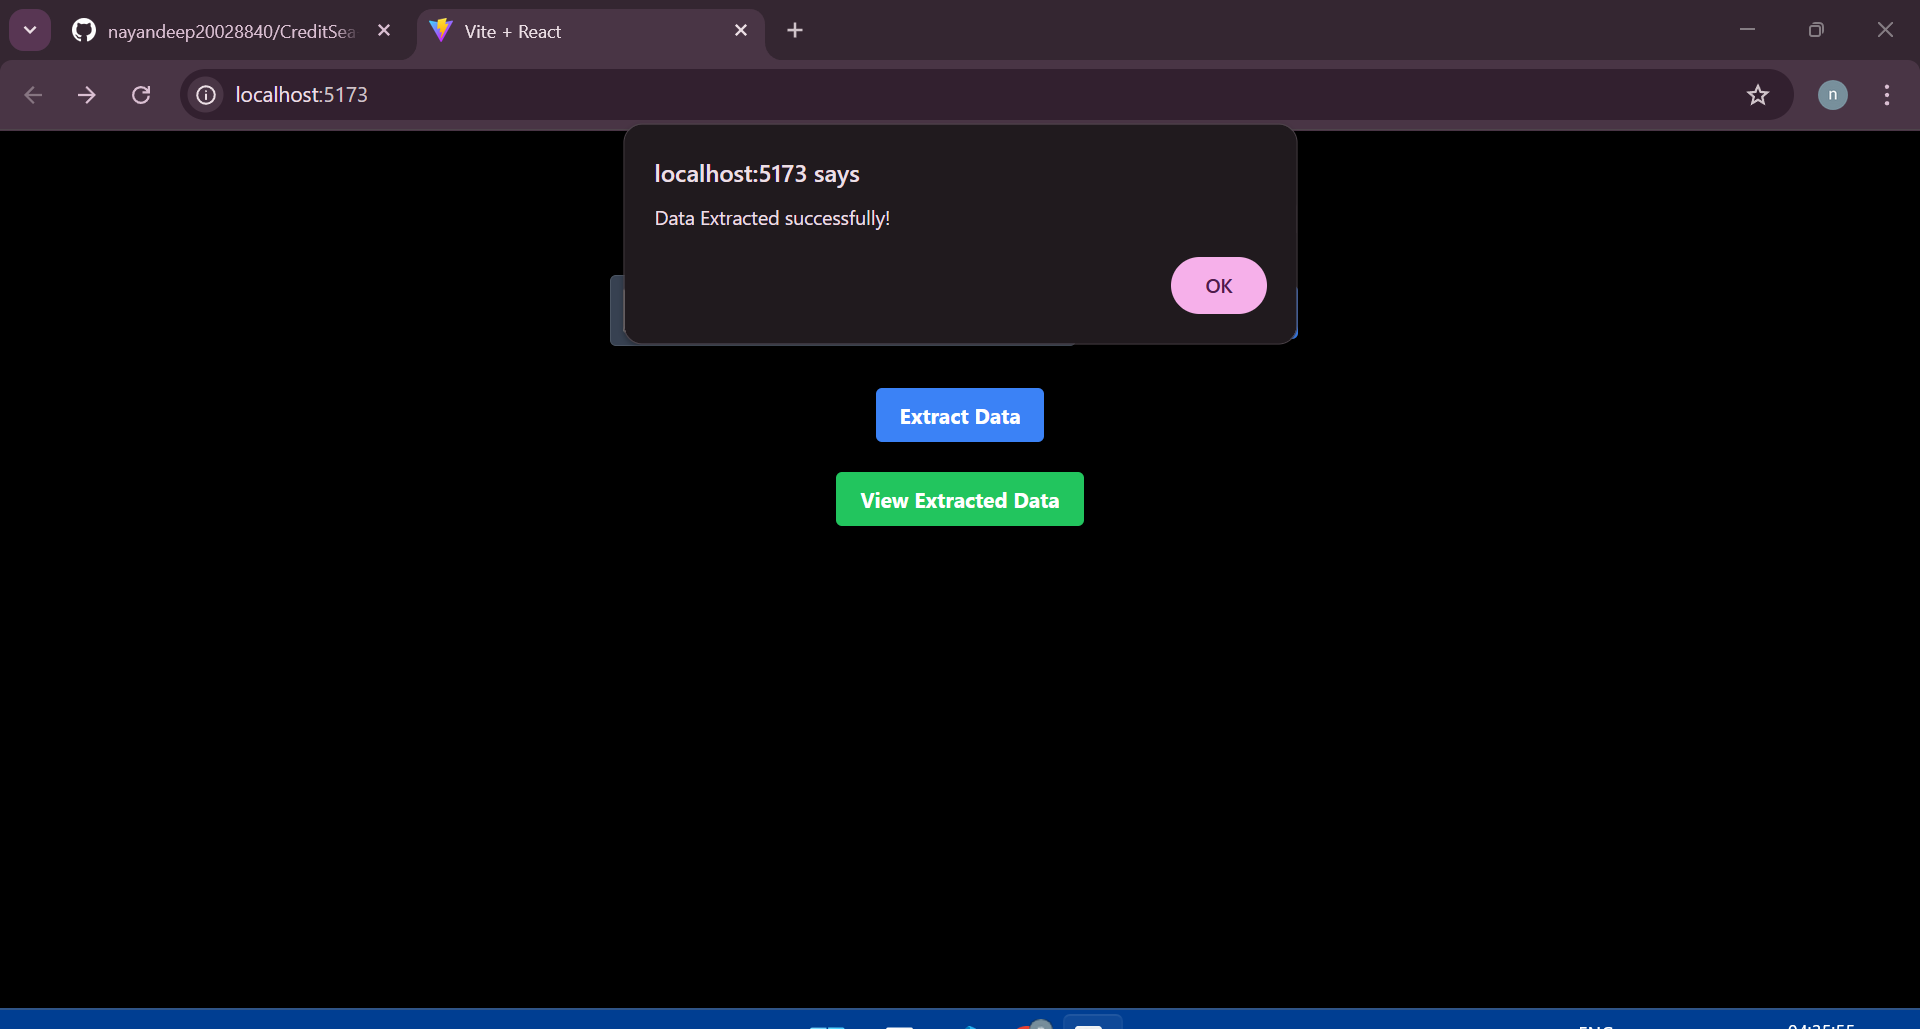 nayandeep20028840/CreditSea
Vite + React
localhost:5173
n
localhost:5173 says
Data Extracted successfully!
OK
Extract Data
View Extracted Data